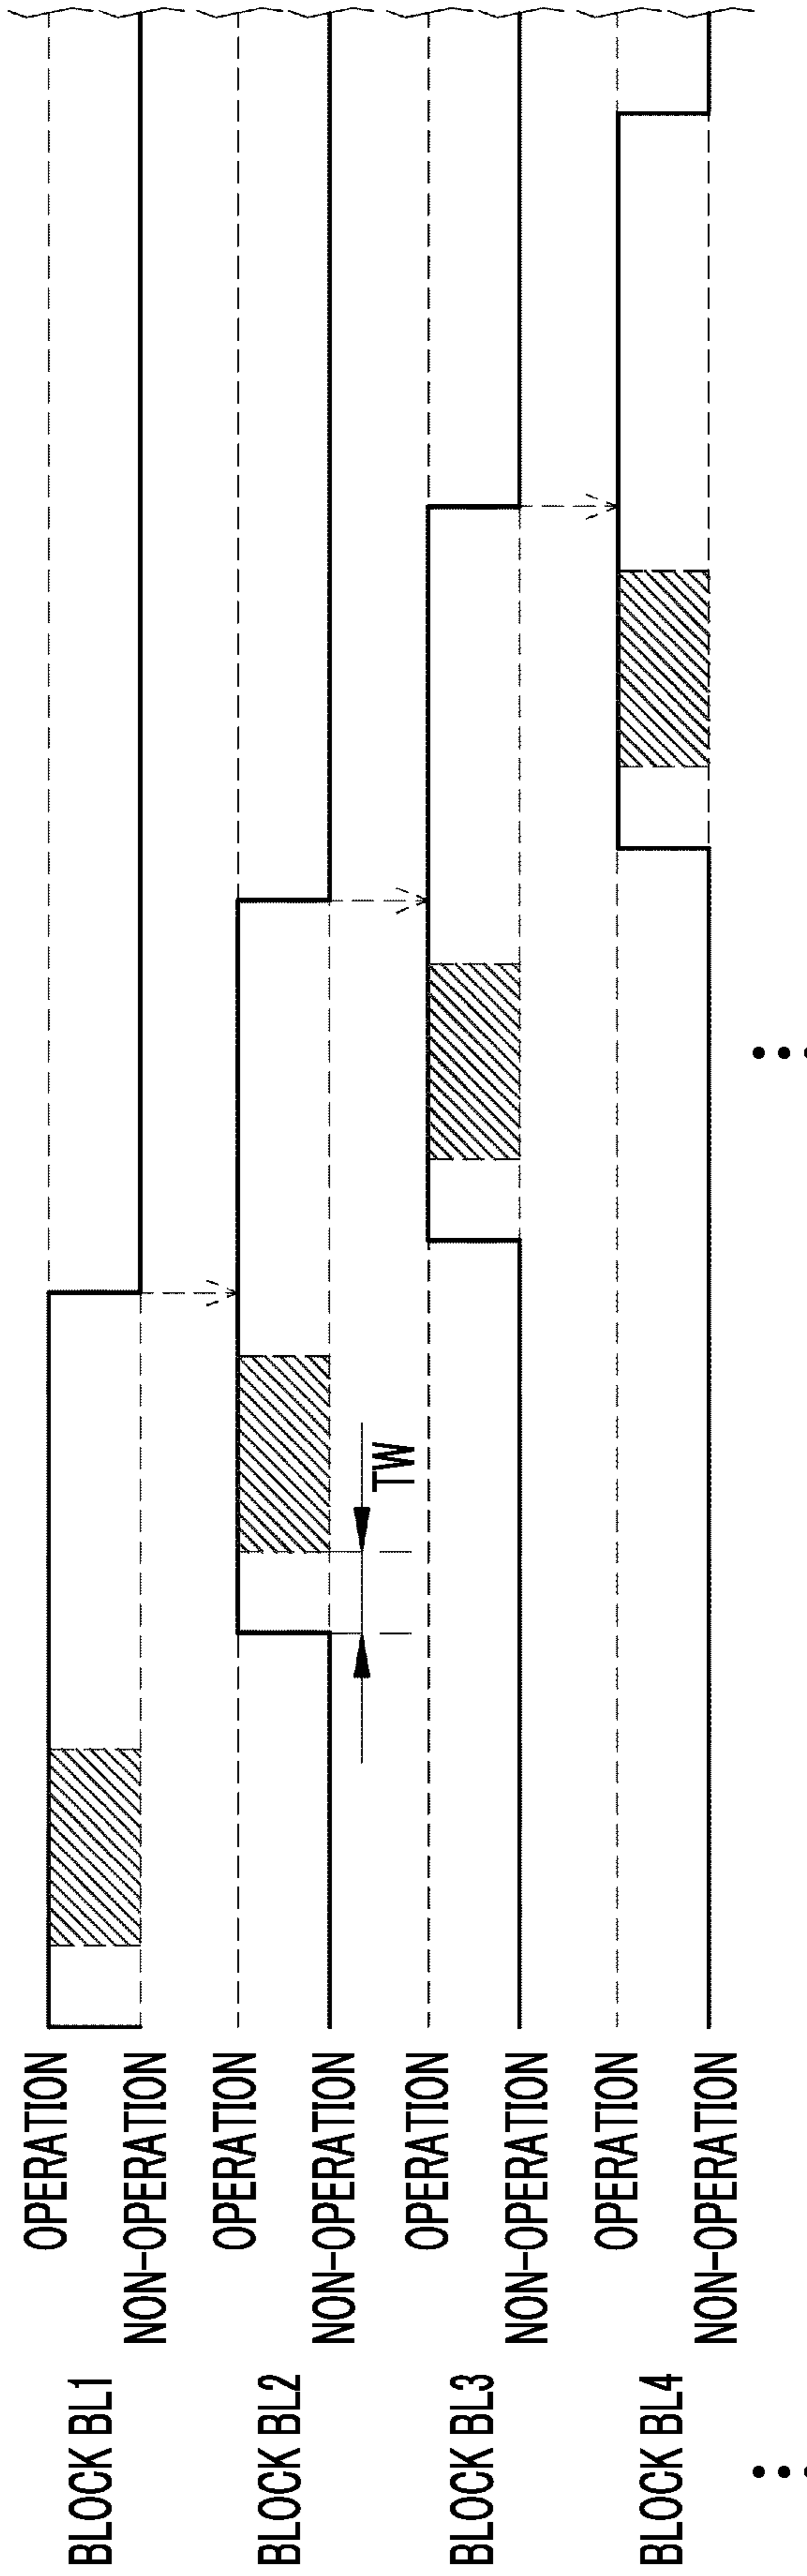 BLOCK BL1
OPERATION
NON-OPERATION
BLOCK BL2
OPERATION
NON-OPERATION
TW
BLOCK BL3
OPERATION
NON-OPERATION
BLOCK BL4
OPERATION
NON-OPERATION